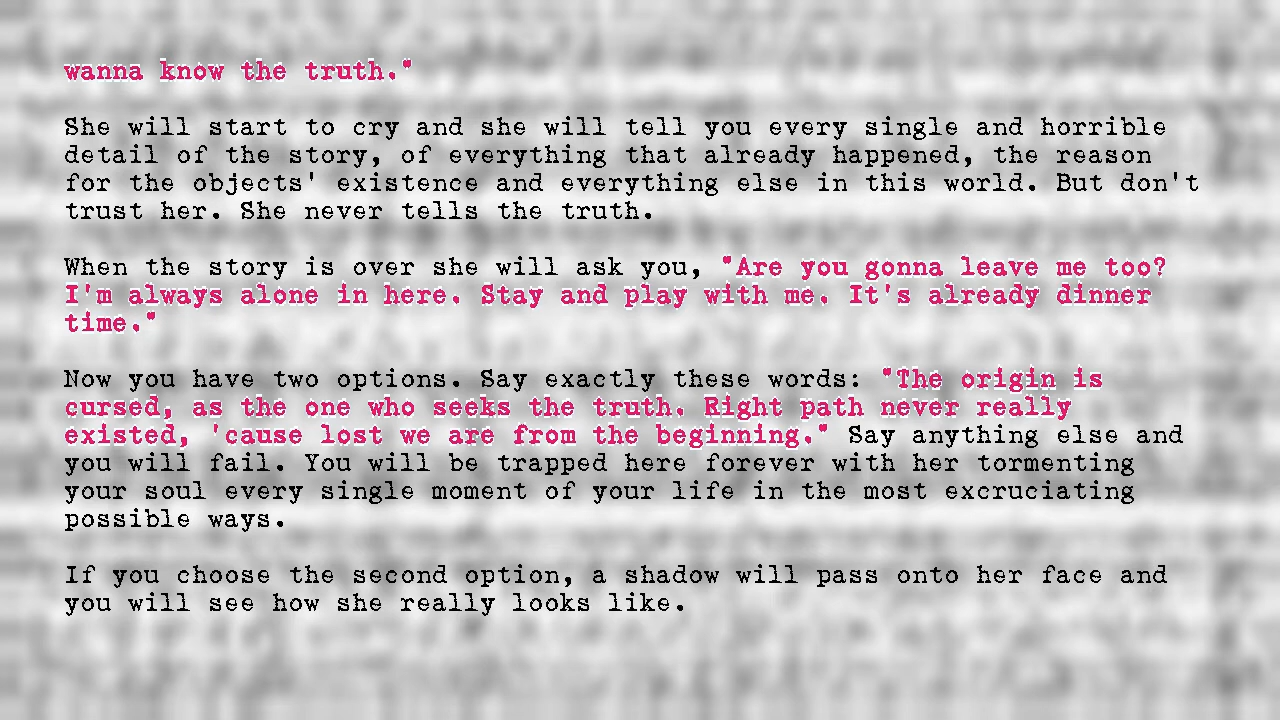 wanna know the truth."
She will start to cry and she will tell you every single and horrible
detail of the story, of everything that already happened, the reason
for the objects' existence and everything else in this world. But don't
trust her. She never tells the truth.
When the story is over she will ask you, "Are you gonna leave me too?
I'm always alone in here. Stay and play with me. It's already dinner
time."
Now you have two options. Say exactly these words: "The origin is
cursed, as the one who seeks the truth. Right path never really
existed, 'cause lost we are from the beginning." Say anything else and
you will fail. You will be trapped here forever with her tormenting
your soul every single moment of your life in the most excruciating
possible ways.
If you choose the second option, a shadow will pass onto her face and
you will see how she really looks like.